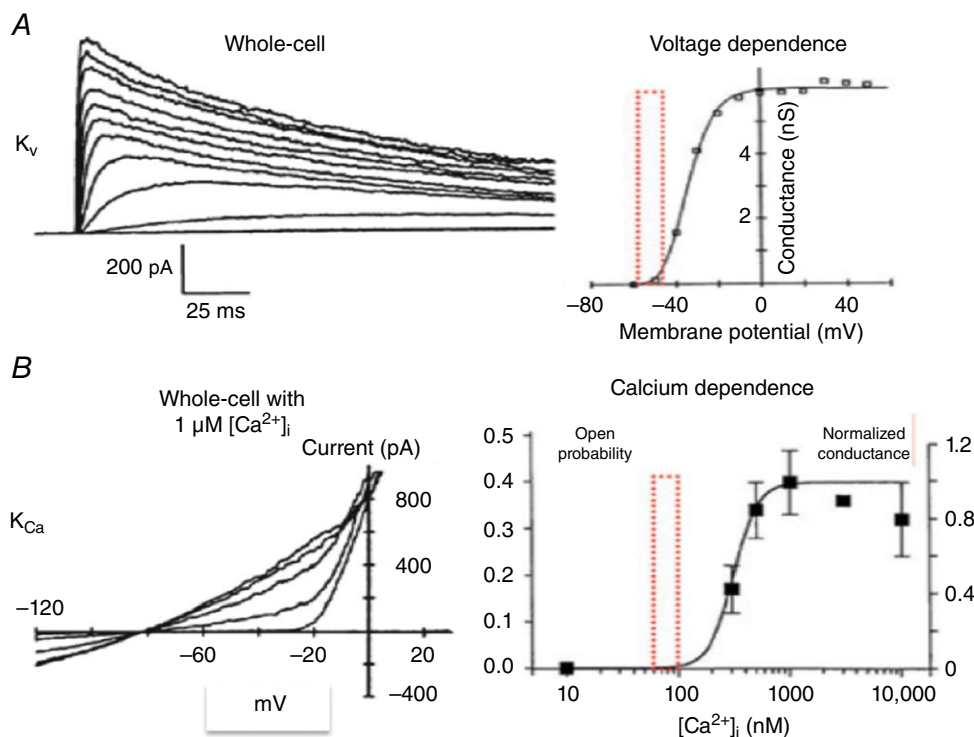 A
Whole-cell
Voltage dependence
Kv
200 pA
25 ms
6
2
Conductance (nS)
–80
–40
0
40
Membrane potential (mV)
B
Whole-cell with
1 μM [Ca2+]i
Current (pA)
KCa
800
400
–120
–60
–20
20
–400
mV
Calcium dependence
Open
probability
Normalized
conductance
0.5
0.4
0.3
0.2
0.1
0.0
1.2
0.8
0.4
0
10
100
1000
10,000
[Ca2+]i (nM)